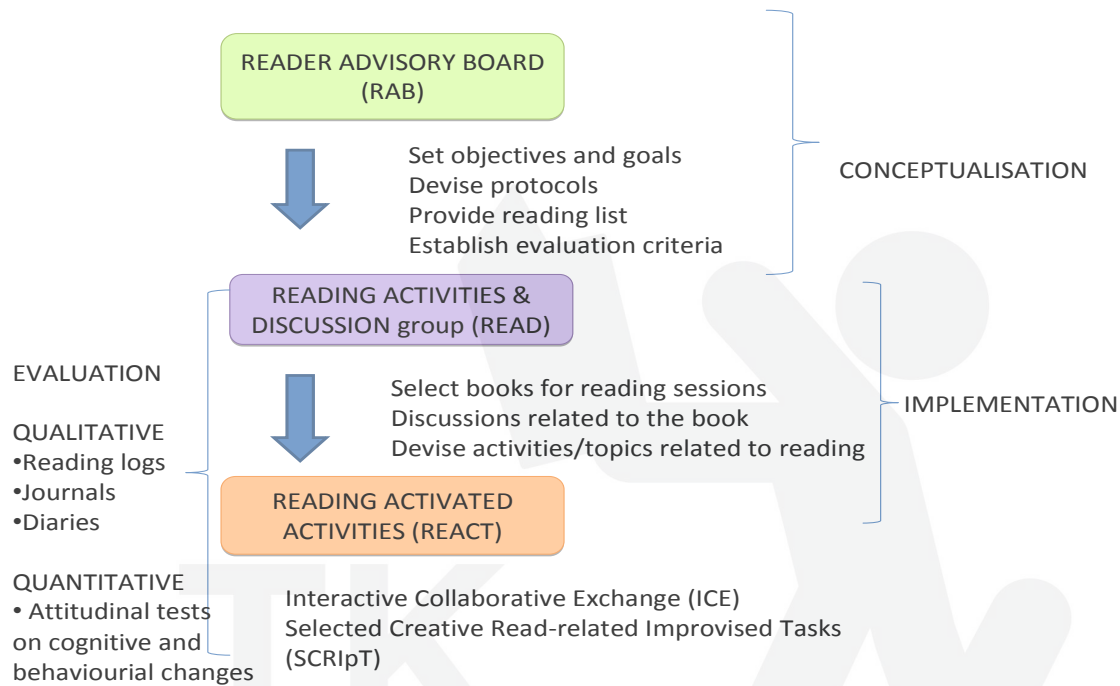 READER ADVISORY BOARD
(RAB)
Set objectives and goals
Devise protocols
Provide reading list
Establish evaluation criteria
CONCEPTUALISATION
READING ACTIVITIES &
DISCUSSION group (READ)
Select books for reading sessions
Discussions related to the book
Devise activities/topics related to reading
IMPLEMENTATION
READING ACTIVATED
ACTIVITIES (REACT)
Interactive Collaborative Exchange (ICE)
Selected Creative Read-related Improvised Tasks
(SCRIpT)
EVALUATION
QUALITATIVE
•Reading logs
•Journals
•Diaries
QUANTITATIVE
• Attitudinal tests
on cognitive and
behaviourial changes
TK